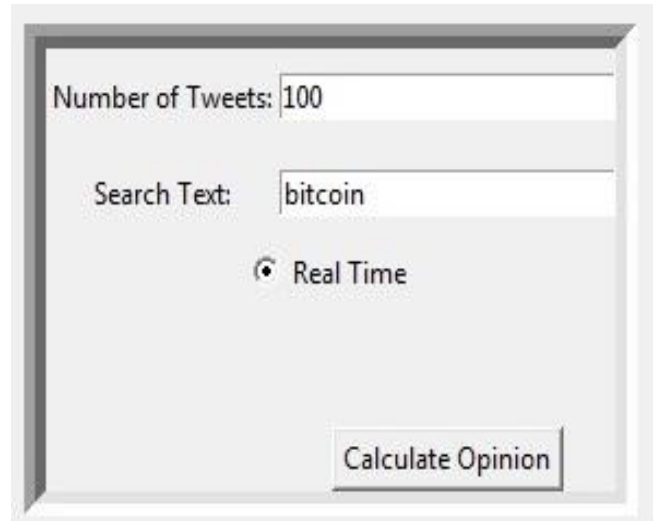 Number of Tweets: 100
Search Text: bitcoin
Real Time
Calculate Opinion